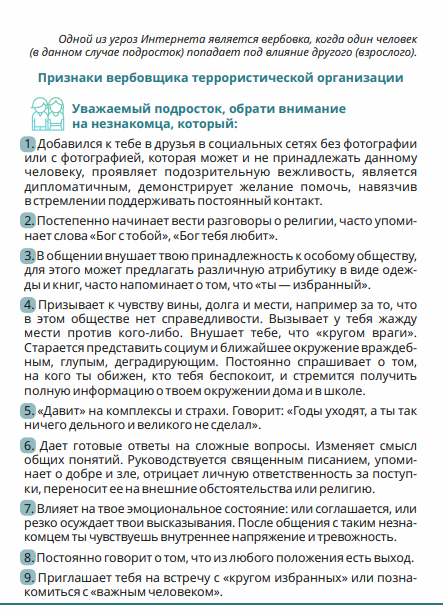 Одной из угроз Интернета является вербовка, когда один человек
(в данном случае подросток) попадает под влияние другого (взрослого).
Признаки вербовщика террористической организации
Уважаемый подросток, обрати внимание
на незнакомца, который:
1. Добавился к тебе в друзья в социальных сетях без фотографии
или с фотографией, которая может и не принадлежать данному
человеку, проявляет подозрительную вежливость, является
дипломатичным, демонстрирует желание помочь, навязчив
в стремлении поддерживать постоянный контакт.
2. Постепенно начинает вести разговоры о религии, часто упоми-
нает слова «Бог с тобой», «Бог тебя любит».
3. В общении внушает твою принадлежность к особому обществу,
для этого может предлагать различную атрибутику в виде одеж-
ды и книг, часто напоминает о том, что «ты — избранный».
4. Призывает к чувству вины, долга и мести, например за то, что
в этом обществе нет справедливости. Вызывает у тебя жажду
мести против кого-либо. Внушает тебе, что «кругом враги».
Старается представить социум и ближайшее окружение враждеб-
ным, глупым, деградирующим. Постоянно спрашивает о том,
на кого ты обижен, кто тебя беспокоит, и стремится получить
полную информацию о твоем окружении дома и в школе.
5. «Давит» на комплексы и страхи. Говорит: «Годы уходят, а ты так
ничего дельного и великого не сделал».
6. Дает готовые ответы на сложные вопросы. Изменяет смысл
общих понятий. Руководствуется священным писанием, упоми-
нает о добре и зле, отрицает личную ответственность за поступ-
ки, переносит ее на внешние обстоятельства или религию.
7. Влияет на твое эмоциональное состояние: или соглашается, или
резко осуждает твои высказывания. После общения с таким незна-
комцем ты чувствуешь внутреннее напряжение и тревожность.
8. Постоянно говорит о том, что из любого положения есть выход.
9. Приглашает тебя на встречу с «кругом избранных» или позна-
комиться с «важным человеком».